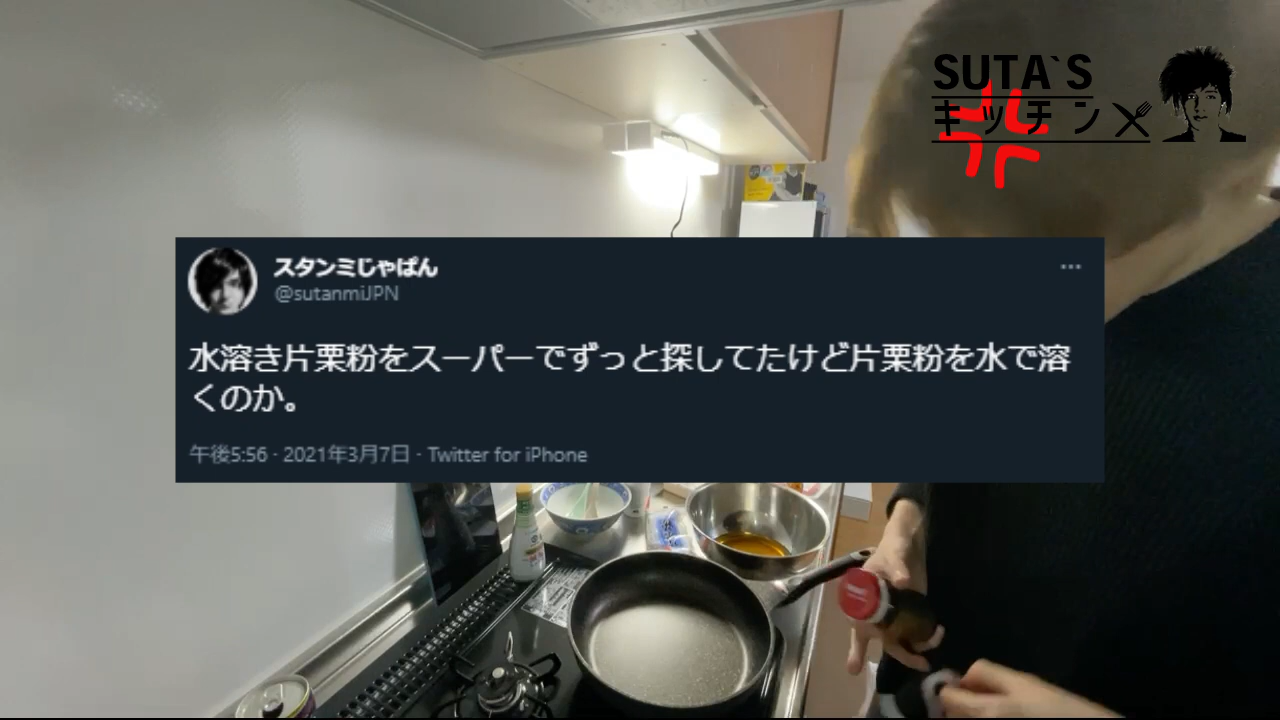 SUTA`S
キッチン
スタンミじゃぱん
@sutanmiJPN
水溶き片栗粉をスーパーでずっと探してたけど片栗粉を水で溶
くのか。
午後5:56 · 2021年3月7日 · Twitter for iPhone